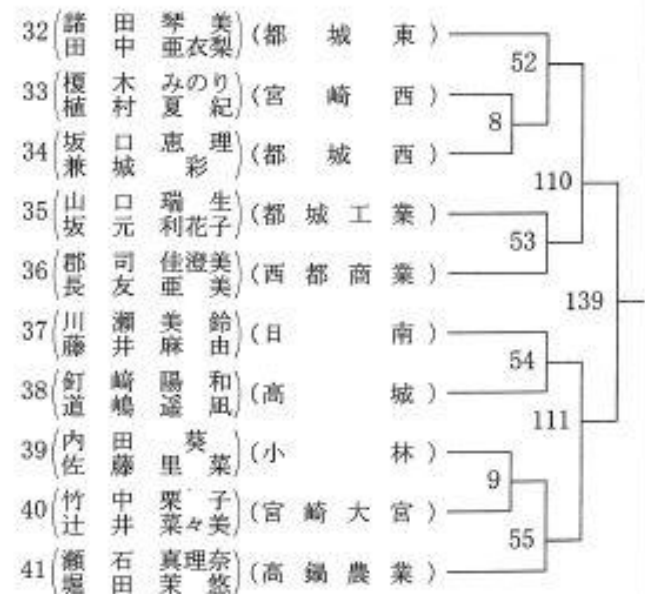 32 諸田琴美 (都城東)
田中亜衣梨
52
33 榎木みのり (宮崎西)
植村夏紀
8
34 坂口恵理 (都城西)
兼城彩
110
35 山口瑞生 (都城工業)
坂元利花子
53
36 郡司佳澄美 (西都商業)
長友亜美
139
37 川瀬美鈴 (日南)
藤井麻由
54
38 釘﨑陽和 (高城)
道嶋遥凪
111
39 内田葵 (小林)
佐藤里菜
9
40 竹中栗子 (宮崎大宮)
辻井菜々美
55
41 瀬石真理奈 (高鍋農業)
堀田茉悠